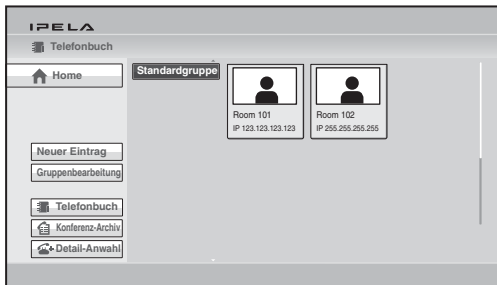 IPELA
Telefonbuch
Home
Standardgruppe
Room 101
IP 123.123.123.123
Room 102
IP 255.255.255.255
Neuer Eintrag
Gruppenbearbeitung
Telefonbuch
Konferenz-Archiv
Detail-Anwahl